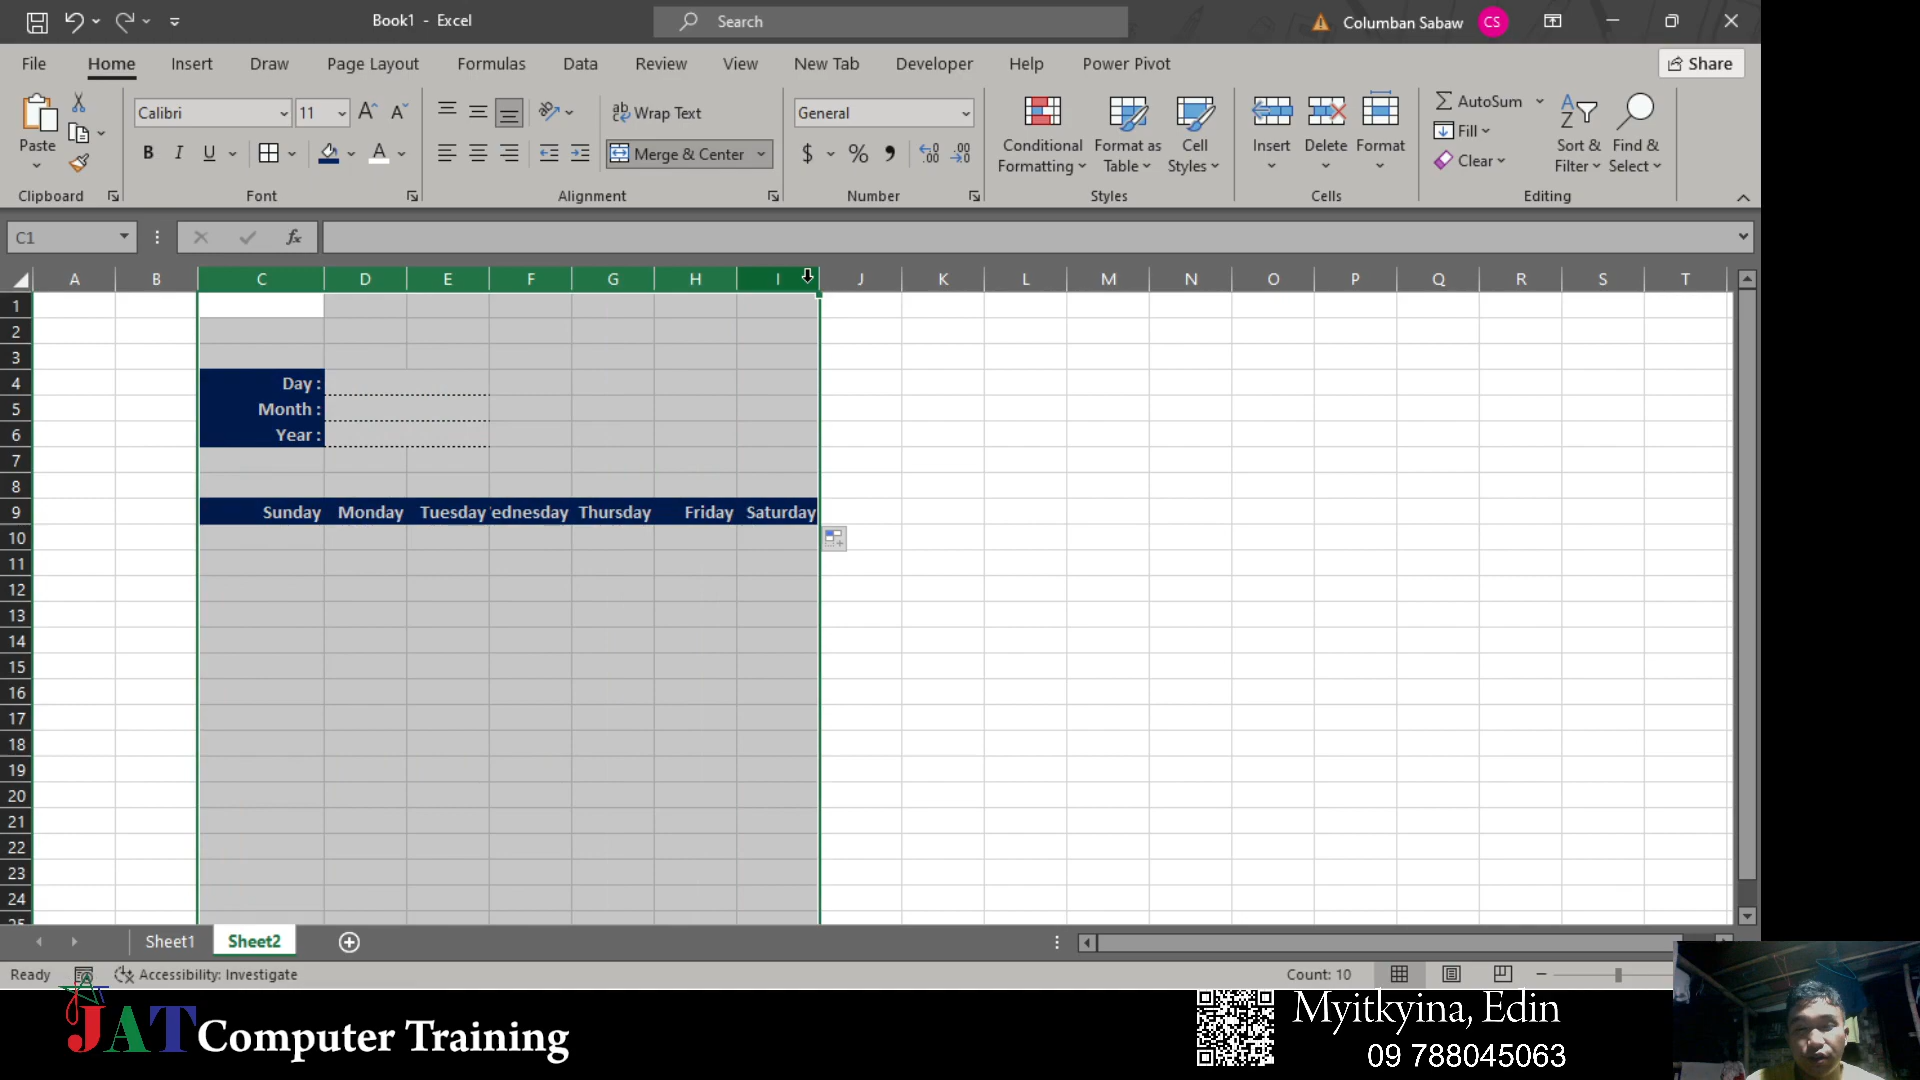 Book1 - Excel
Search
Columban Sabaw
CS
File Home Insert Draw Page Layout Formulas Data Review View New Tab Developer Help Power Pivot
Share
Paste
Clipboard
Calibri
11
B I U
Font
Wrap Text
Merge & Center
Alignment
General
$ % ,
Number
Conditional Formatting
Format as Table
Cell Styles
Styles
Insert
Delete
Format
Cells
AutoSum
Fill
Clear
Sort & Filter
Find & Select
Editing
C1
fx
A B C D E F G H I J K L M N O P Q R S T
1
2
3
4 Day :
5 Month :
6 Year :
7
8
9 Sunday Monday Tuesday ednesday Thursday Friday Saturday
10
11
12
13
14
15
16
17
18
19
20
21
22
23
24
25
Sheet1
Sheet2
Ready
Accessibility: Investigate
Count: 10
JAT Computer Training
Myitkyina, Edin
09 788045063